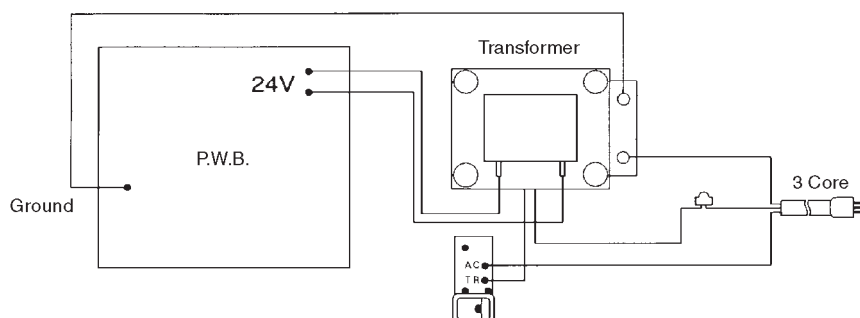 Transformer
24V
P.W.B.
Ground
3 Core
AC
TR